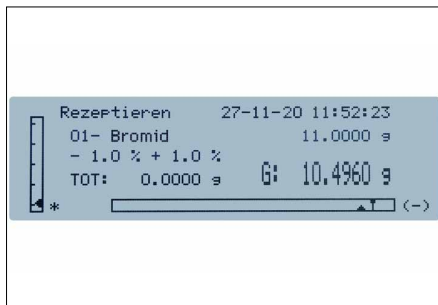 Rezeptieren 27-11-20 11:52:23
01- Bromid 11.0000 g
- 1.0 % + 1.0 %
TOT: 0.0000 g G: 10.4960 g
* (-)